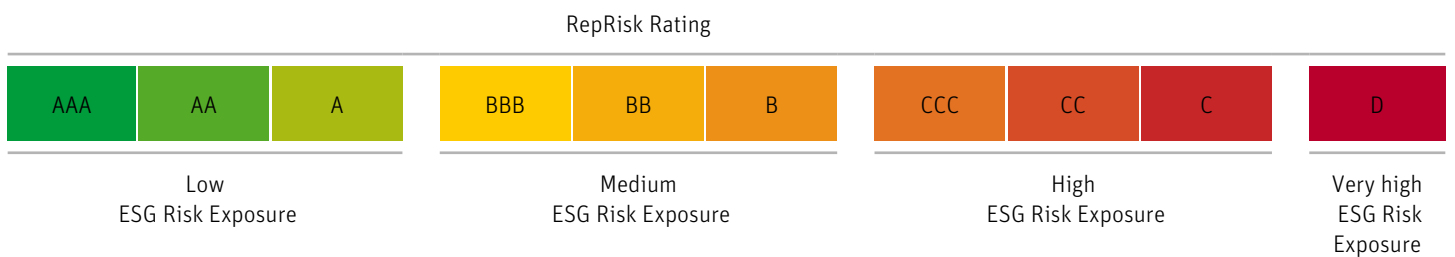 RepRisk Rating
AAA AA A BBB BB B CCC CC C D
Low
ESG Risk Exposure
Medium
ESG Risk Exposure
High
ESG Risk Exposure
Very high
ESG Risk
Exposure